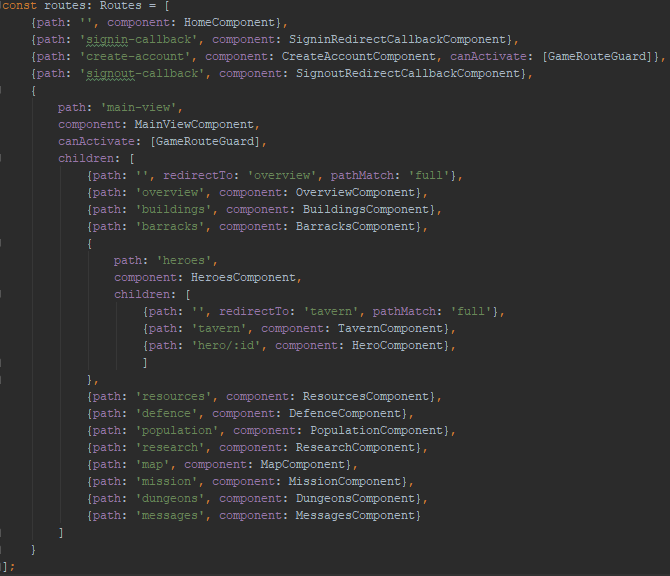 const routes: Routes = [
    {path: '', component: HomeComponent},
    {path: 'signin-callback', component: SigninRedirectCallbackComponent},
    {path: 'create-account', component: CreateAccountComponent, canActivate: [GameRouteGuard]},
    {path: 'signout-callback', component: SignoutRedirectCallbackComponent},
    {
        path: 'main-view',
        component: MainViewComponent,
        canActivate: [GameRouteGuard],
        children: [
            {path: '', redirectTo: 'overview', pathMatch: 'full'},
            {path: 'overview', component: OverviewComponent},
            {path: 'buildings', component: BuildingsComponent},
            {path: 'barracks', component: BarracksComponent},
            {
                path: 'heroes',
                component: HeroesComponent,
                children: [
                    {path: '', redirectTo: 'tavern', pathMatch: 'full'},
                    {path: 'tavern', component: TavernComponent},
                    {path: 'hero/:id', component: HeroComponent},
                    ]
            },
            {path: 'resources', component: ResourcesComponent},
            {path: 'defence', component: DefenceComponent},
            {path: 'population', component: PopulationComponent},
            {path: 'research', component: ResearchComponent},
            {path: 'map', component: MapComponent},
            {path: 'mission', component: MissionComponent},
            {path: 'dungeons', component: DungeonsComponent},
            {path: 'messages', component: MessagesComponent}
        ]
    }
];